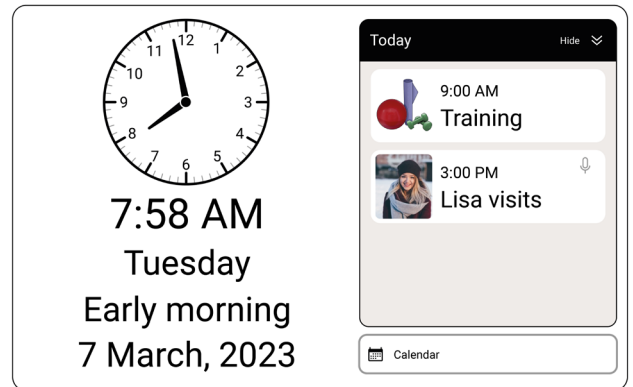 12
11
1
10
2
9
3
8
4
7
5
6
7:58 AM
Tuesday
Early morning
7 March, 2023
Today
Hide
9:00 AM
Training
3:00 PM
Lisa visits
Calendar